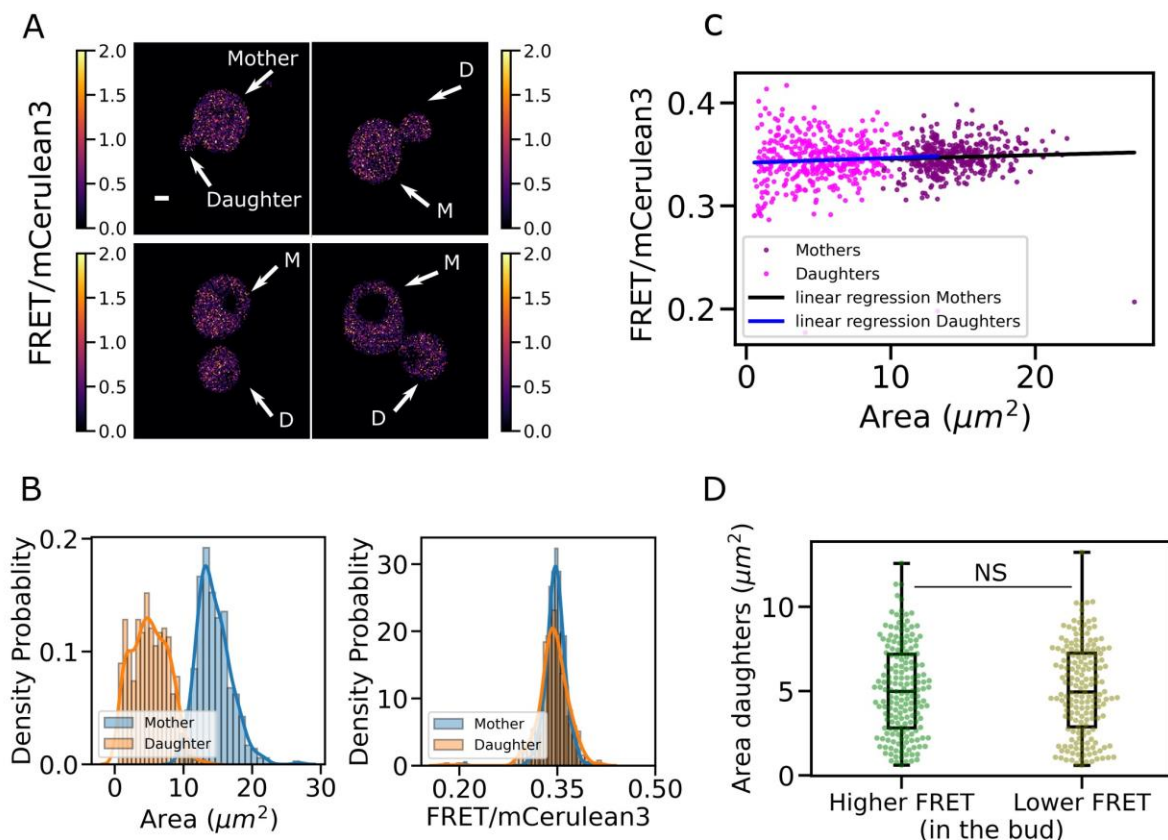 A
FRET/mCerulean3
2.0
1.5
1.0
0.5
0.0
Mother
Daughter
D
M
2.0
1.5
1.0
0.5
0.0
2.0
1.5
1.0
0.5
0.0
M
D
M
D
2.0
1.5
1.0
0.5
0.0
B
Density Probablity
0.2
0.1
0.0
Mother
Daughter
0 10 20 30
Area (μm²)
Density Probablity
30
20
10
0
Mother
Daughter
0.20 0.35 0.50
FRET/mCerulean3
C
FRET/mCerulean3
0.4
0.3
0.2
Mothers
Daughters
linear regression Mothers
linear regression Daughters
0 10 20
Area (μm²)
D
Area daughters (μm²)
10
5
0
NS
Higher FRET Lower FRET
(in the bud)